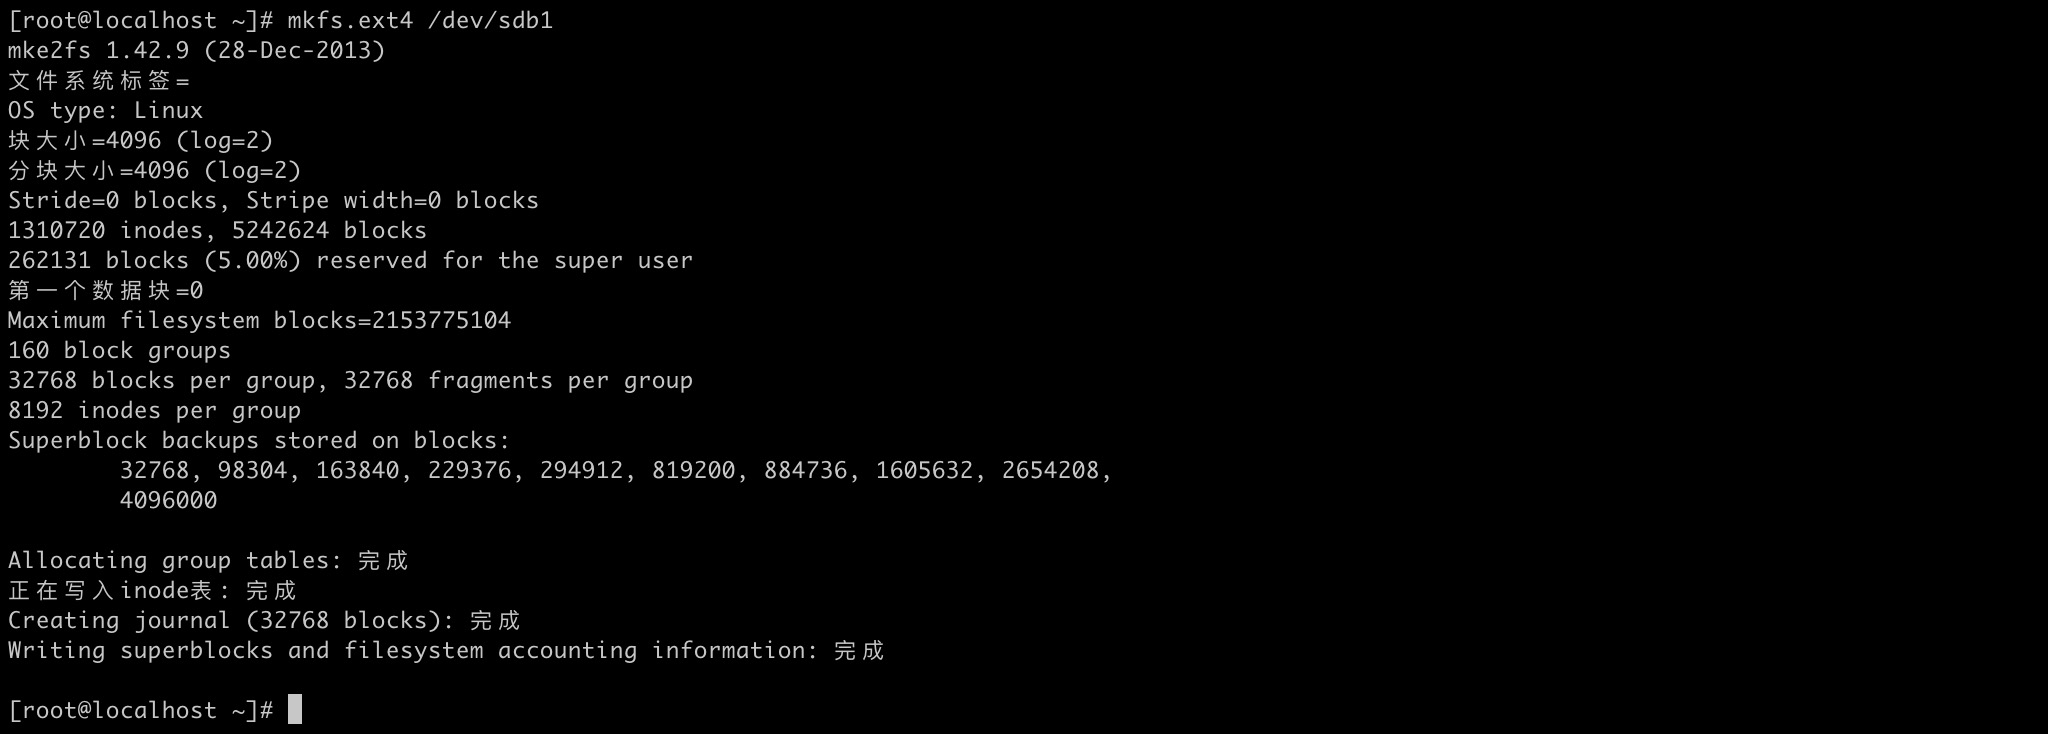 [root@localhost ~]# mkfs.ext4 /dev/sdb1
mke2fs 1.42.9 (28-Dec-2013)
文件系统标签=
OS type: Linux
块大小=4096 (log=2)
分块大小=4096 (log=2)
Stride=0 blocks, Stripe width=0 blocks
1310720 inodes, 5242624 blocks
262131 blocks (5.00%) reserved for the super user
第一个数据块=0
Maximum filesystem blocks=2153775104
160 block groups
32768 blocks per group, 32768 fragments per group
8192 inodes per group
Superblock backups stored on blocks:
        32768, 98304, 163840, 229376, 294912, 819200, 884736, 1605632, 2654208,
        4096000
Allocating group tables: 完成
正在写入inode表: 完成
Creating journal (32768 blocks): 完成
Writing superblocks and filesystem accounting information: 完成
[root@localhost ~]#